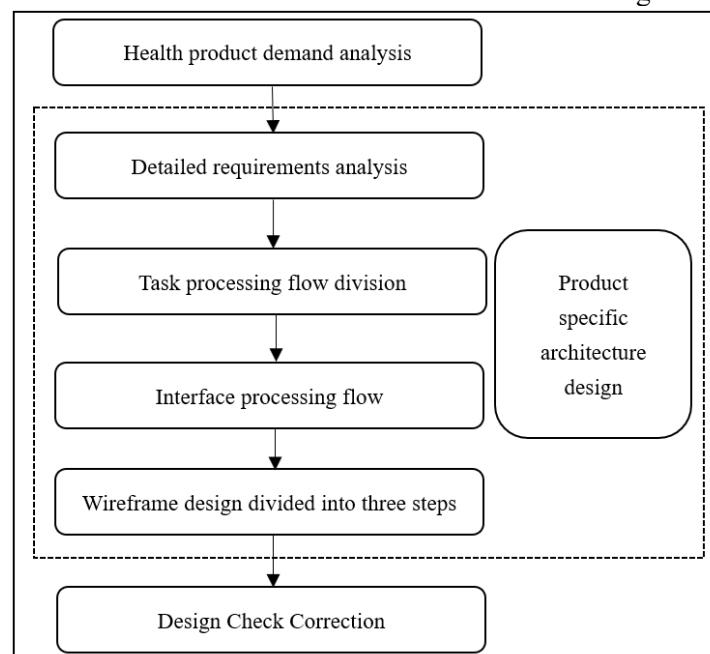 Health product demand analysis
Detailed requirements analysis
Task processing flow division
Product
specific
architecture
design
Interface processing flow
Wireframe design divided into three steps
Design Check Correction